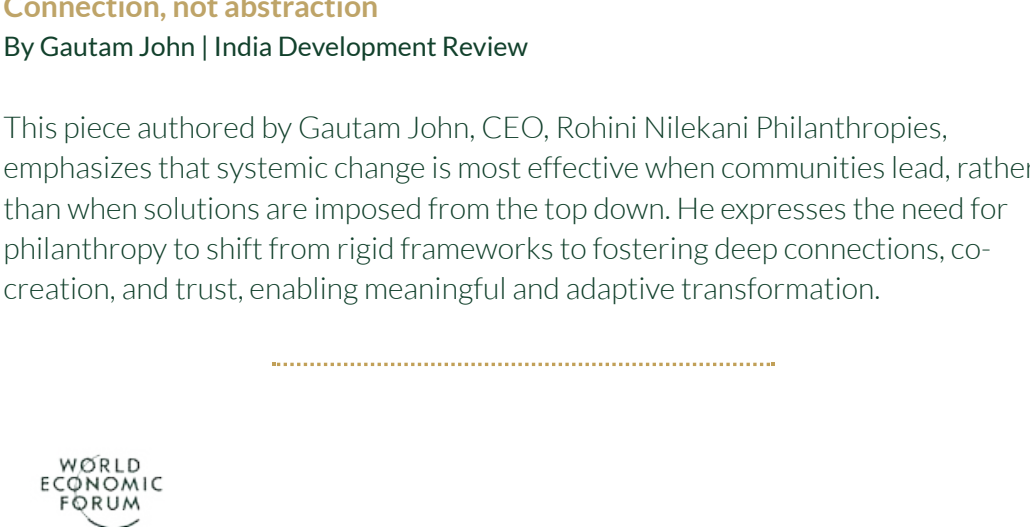 Connection, not abstraction
By Gautam John | India Development Review
This piece authored by Gautam John, CEO, Rohini Nilekani Philanthropies,
emphasizes that systemic change is most effective when communities lead, rather
than when solutions are imposed from the top down. He expresses the need for
philanthropy to shift from rigid frameworks to fostering deep connections, co-
creation, and trust, enabling meaningful and adaptive transformation.
WORLD
ECONOMIC
FORUM